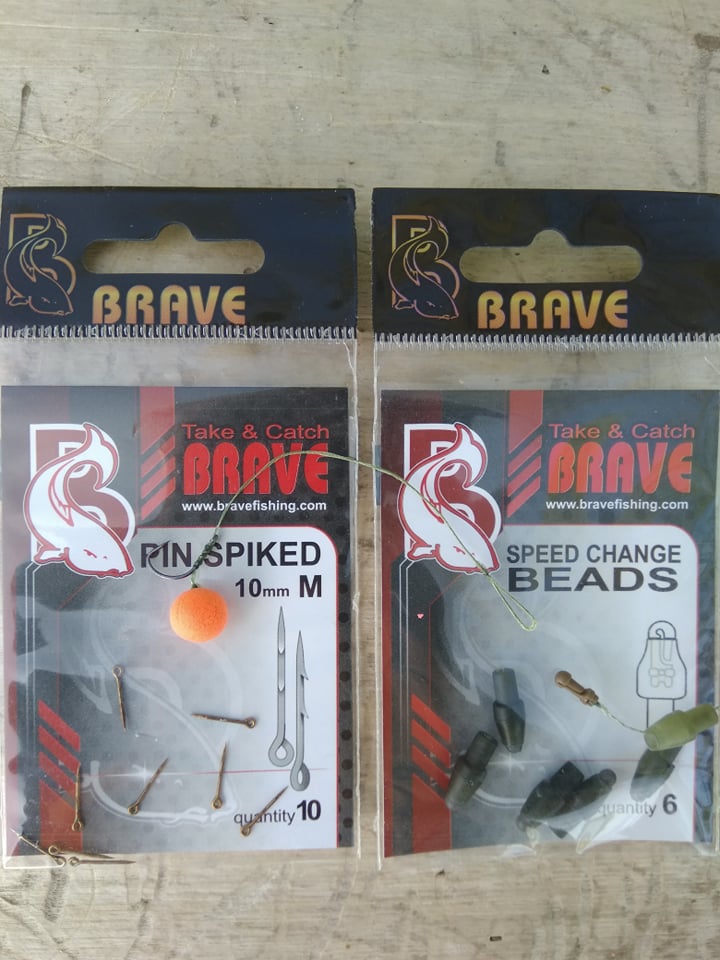 BRAVE
Take & Catch
BRAVE
www.bravefishing.com
PIN SPIKED
10mm M
quantity 10
BRAVE
Take & Catch
BRAVE
www.bravefishing.com
SPEED CHANGE
BEADS
quantity 6